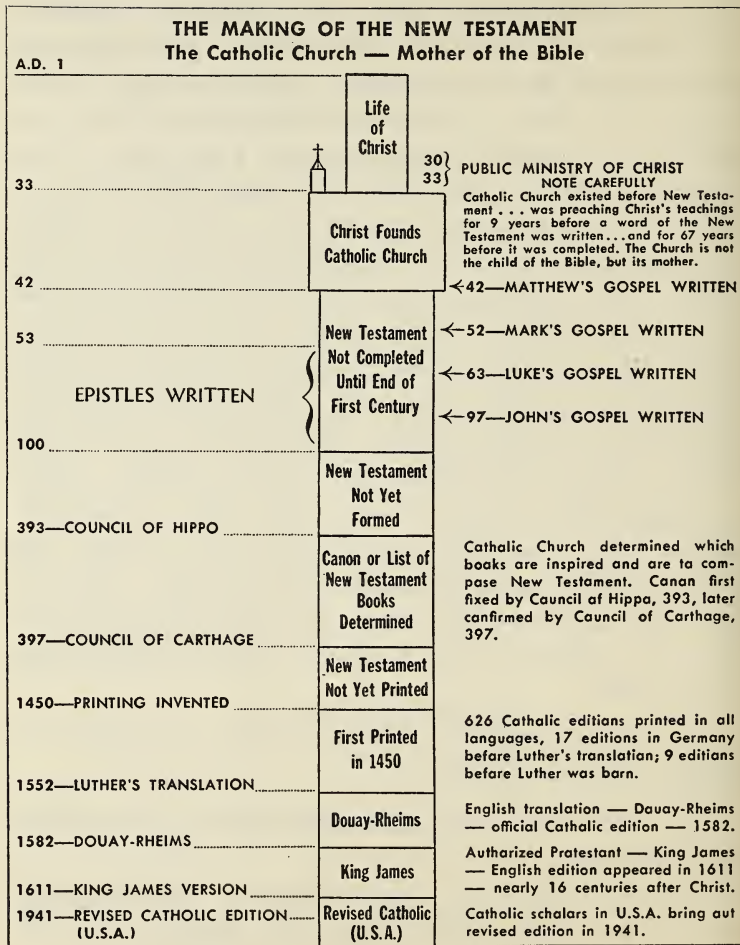 THE MAKING OF THE NEW TESTAMENT
The Catholic Church — Mother of the Bible
A.D. 1
Life
of
Christ
30
33
PUBLIC MINISTRY OF CHRIST
NOTE CAREFULLY
Catholic Church existed before New Testa-
ment . . . was preaching Christ's teachings
for 9 years before a word of the New
Testament was written...and for 67 years
before it was completed. The Church is not
the child of the Bible, but its mother.
33
Christ Founds
Catholic Church
42
42—MATTHEW'S GOSPEL WRITTEN
52—MARK'S GOSPEL WRITTEN
53
New Testament
Not Completed
Until End of
First Century
63—LUKE'S GOSPEL WRITTEN
EPISTLES WRITTEN
97—JOHN'S GOSPEL WRITTEN
100
New Testament
Not Yet
Formed
393—COUNCIL OF HIPPO
Canon or List of
New Testament
Books
Determined
Cathalic Church determined which
baaks are inspired and are ta com-
pase New Testament. Canan first
fixed by Cauncil af Hippa, 393, later
canfirmed by Cauncil of Carthage,
397.
397—COUNCIL OF CARTHAGE
New Testament
Not Yet Printed
1450—PRINTING INVENTED
First Printed
in 1450
626 Cathalic editians printed in all
languages, 17 editions in Germany
before Luther's translation; 9 editians
before Luther was barn.
1552—LUTHER'S TRANSLATION
Douay-Rheims
English translation — Dauay-Rheims
— official Catholic edition — 1582.
1582—DOUAY-RHEIMS
King James
Autharized Pratestant — King James
— English edition appeared in 1611
— nearly 16 centuries after Christ.
1611—KING JAMES VERSION
1941—REVISED CATHOLIC EDITION
(U.S.A.)
Revised Catholic
(U.S.A.)
Cathalic schalars in U.S.A. bring aut
revised edition in 1941.